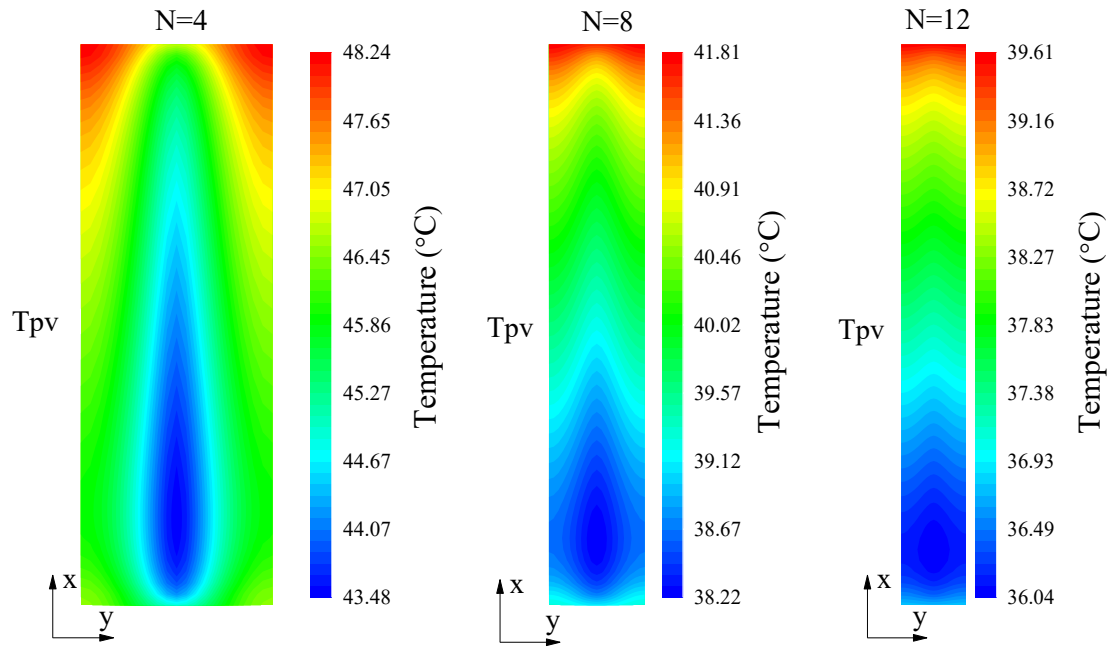 N=4
48.24
47.65
47.05
46.45
45.86
45.27
44.67
44.07
43.48
Temperature (°C)
Tpv
x
y
N=8
41.81
41.36
40.91
40.46
40.02
39.57
39.12
38.67
38.22
Temperature (°C)
Tpv
x
y
N=12
39.61
39.16
38.72
38.27
37.83
37.38
36.93
36.49
36.04
Temperature (°C)
Tpv
x
y